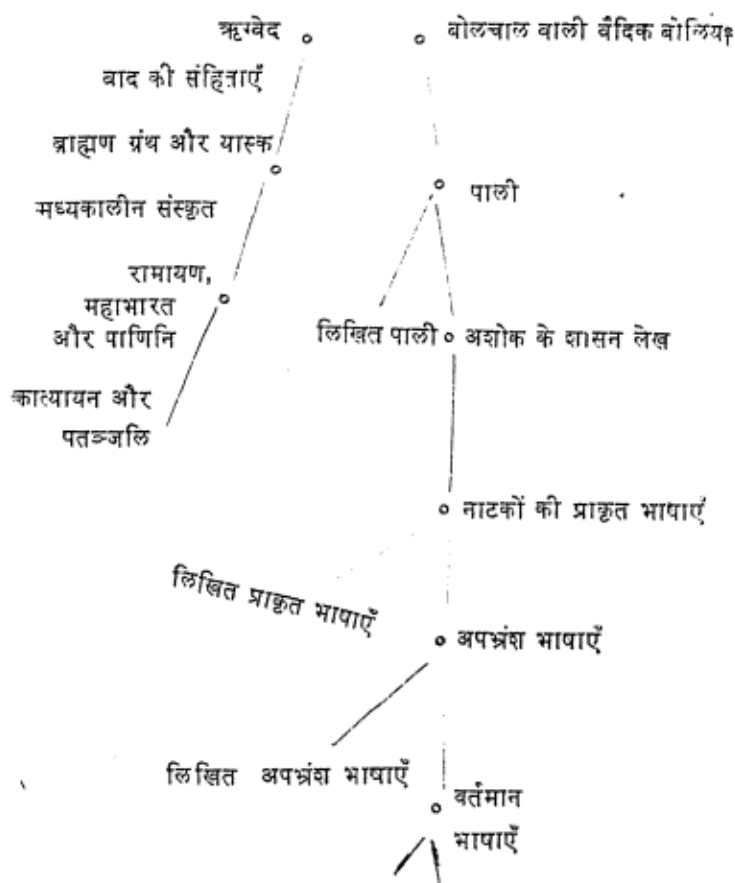 ऋग्वेद
बोलचाल वाली वैदिक बोलियाँ
बाद की संहिताएँ
ब्राह्मण ग्रंथ और यास्क
पाली
मध्यकालीन संस्कृत
रामायण,
महाभारत
और पाणिनि
लिखित पाली
अशोक के शासन लेख
कात्यायन और
पतञ्जलि
नाटकों की प्राकृत भाषाएँ
लिखित प्राकृत भाषाएँ
अपभ्रंश भाषाएँ
लिखित अपभ्रंश भाषाएँ
वर्तमान
भाषाएँ